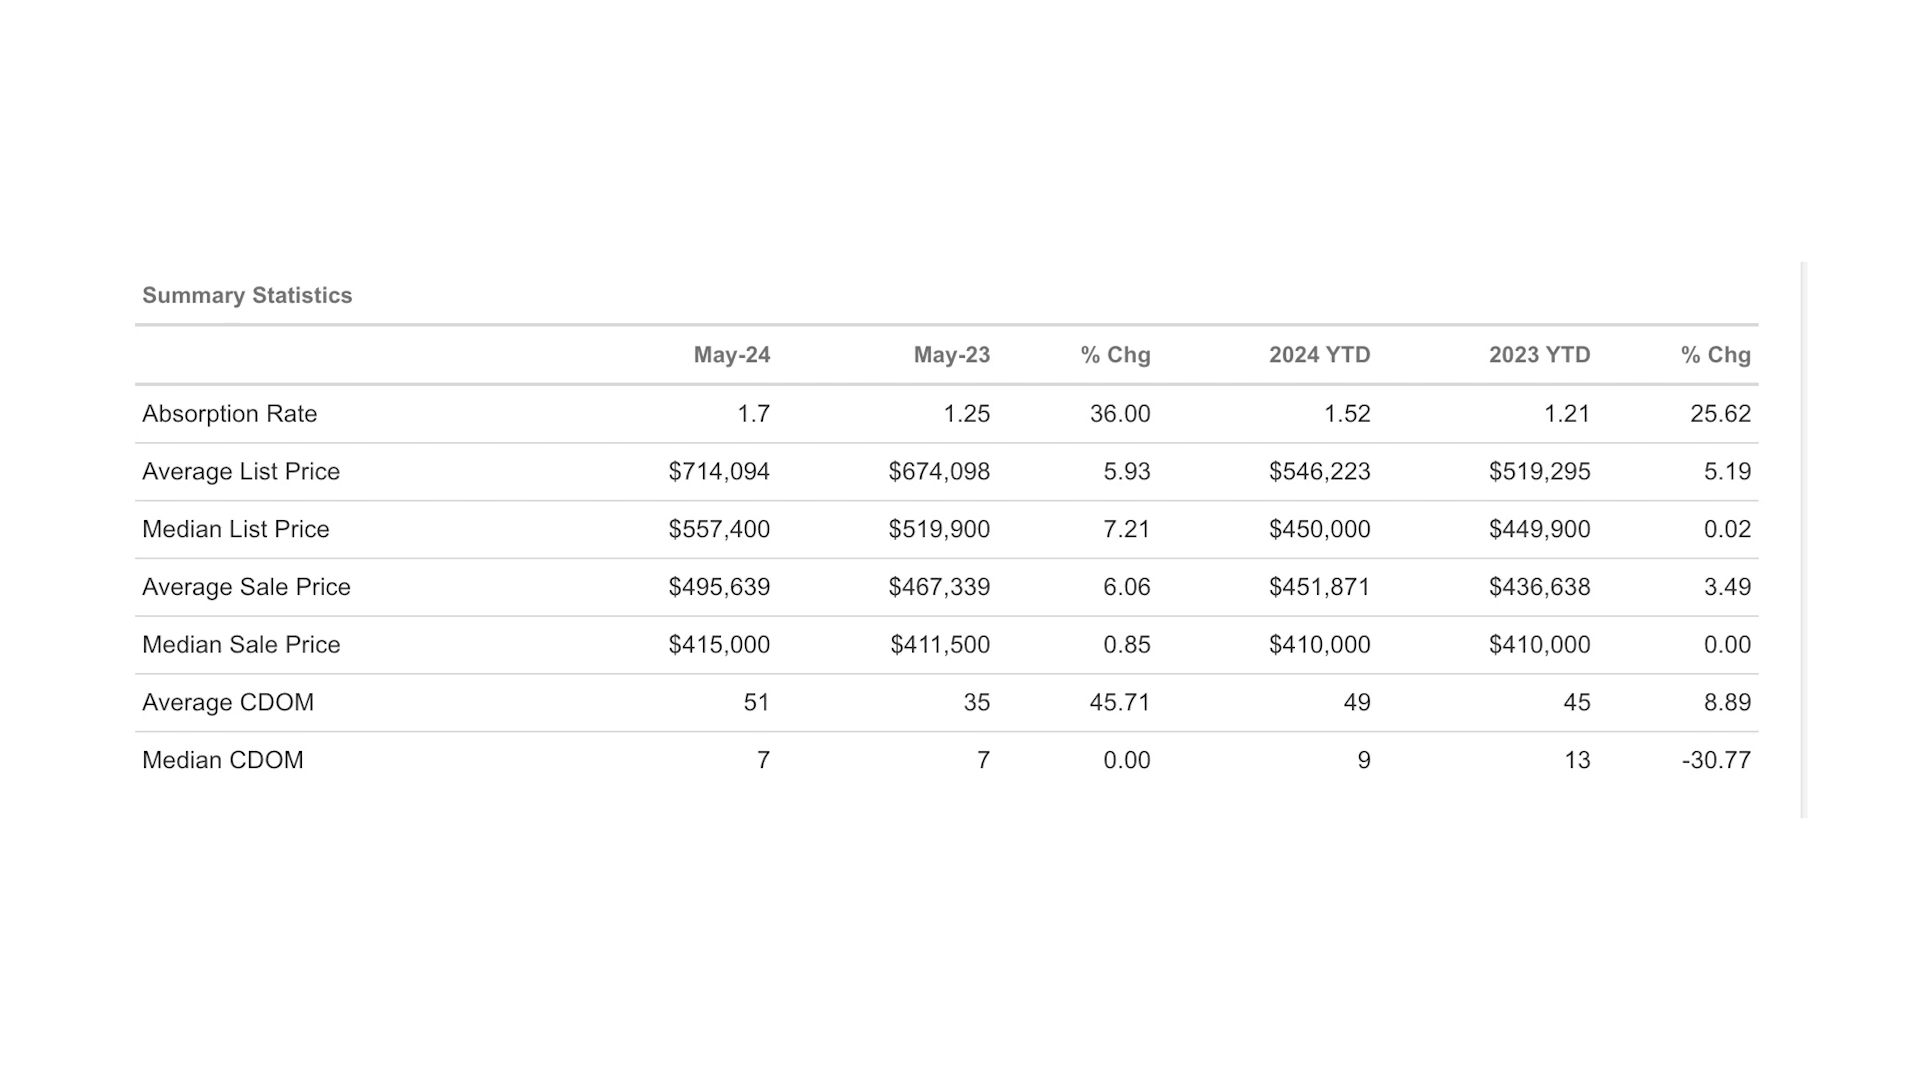 Summary Statistics
May-24 May-23 % Chg 2024 YTD 2023 YTD % Chg
Absorption Rate 1.7 1.25 36.00 1.52 1.21 25.62
Average List Price $714,094 $674,098 5.93 $546,223 $519,295 5.19
Median List Price $557,400 $519,900 7.21 $450,000 $449,900 0.02
Average Sale Price $495,639 $467,339 6.06 $451,871 $436,638 3.49
Median Sale Price $415,000 $411,500 0.85 $410,000 $410,000 0.00
Average CDOM 51 35 45.71 49 45 8.89
Median CDOM 7 7 0.00 9 13 -30.77